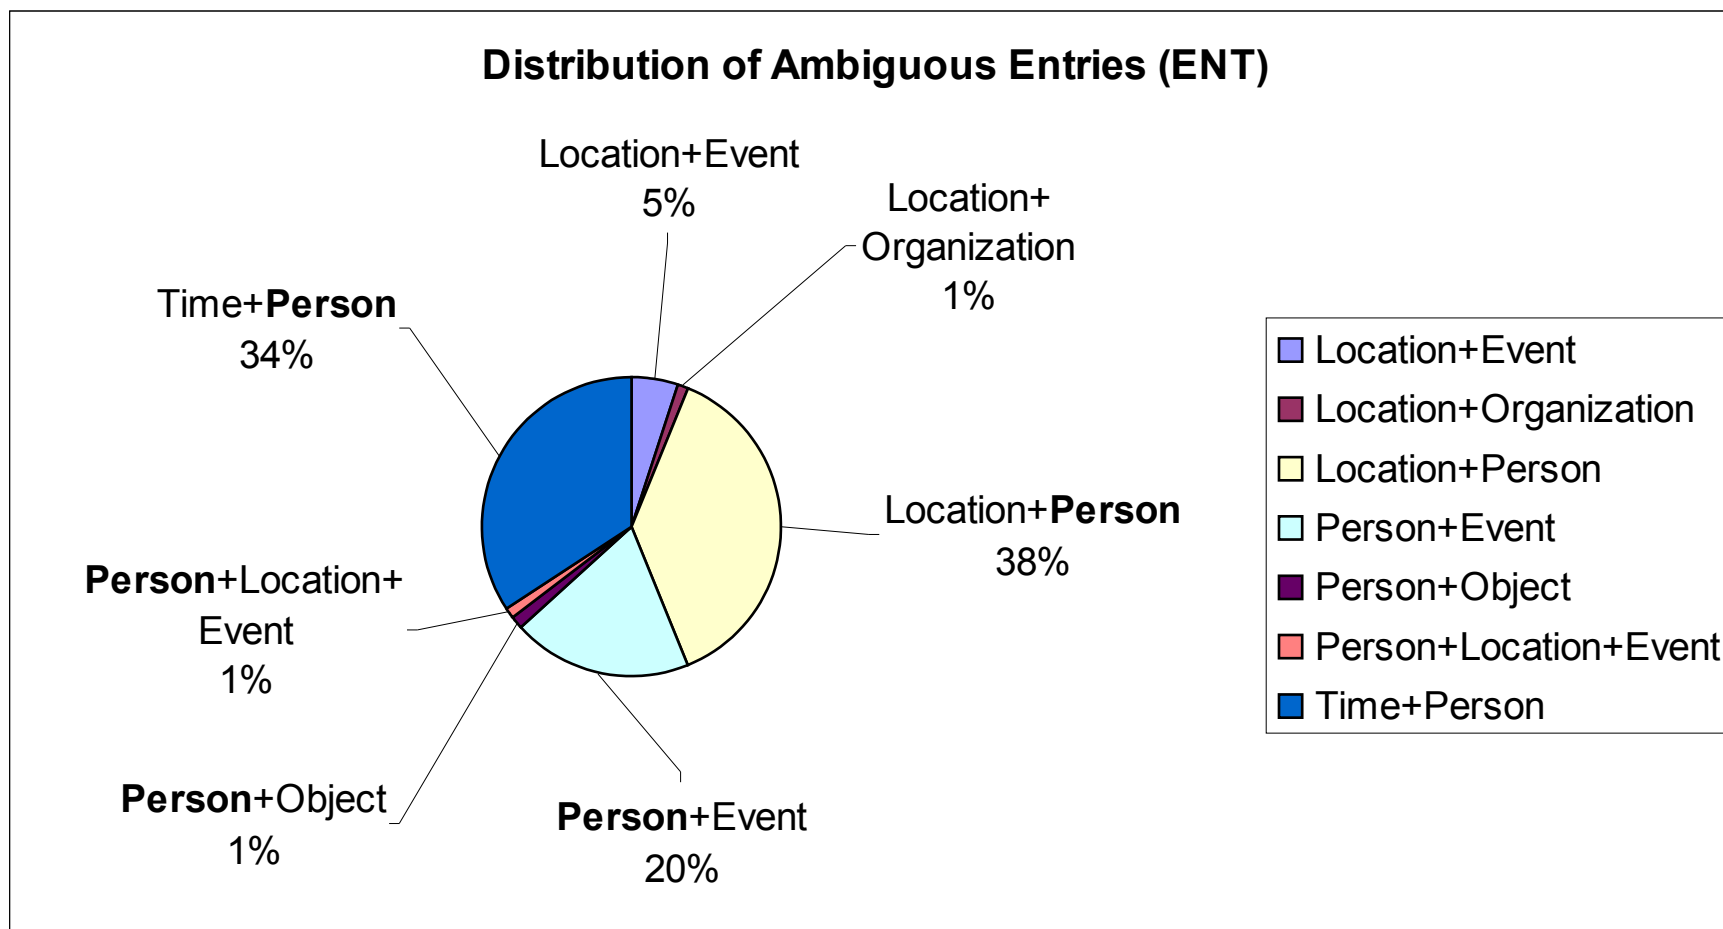 Distribution of Ambiguous Entries (ENT)
Location+Event
5%
Location+
Organization
1%
Time+Person
34%
Location+Person
38%
Person+Location+
Event
1%
Person+Object
1%
Person+Event
20%
Location+Event
Location+Organization
Location+Person
Person+Event
Person+Object
Person+Location+Event
Time+Person